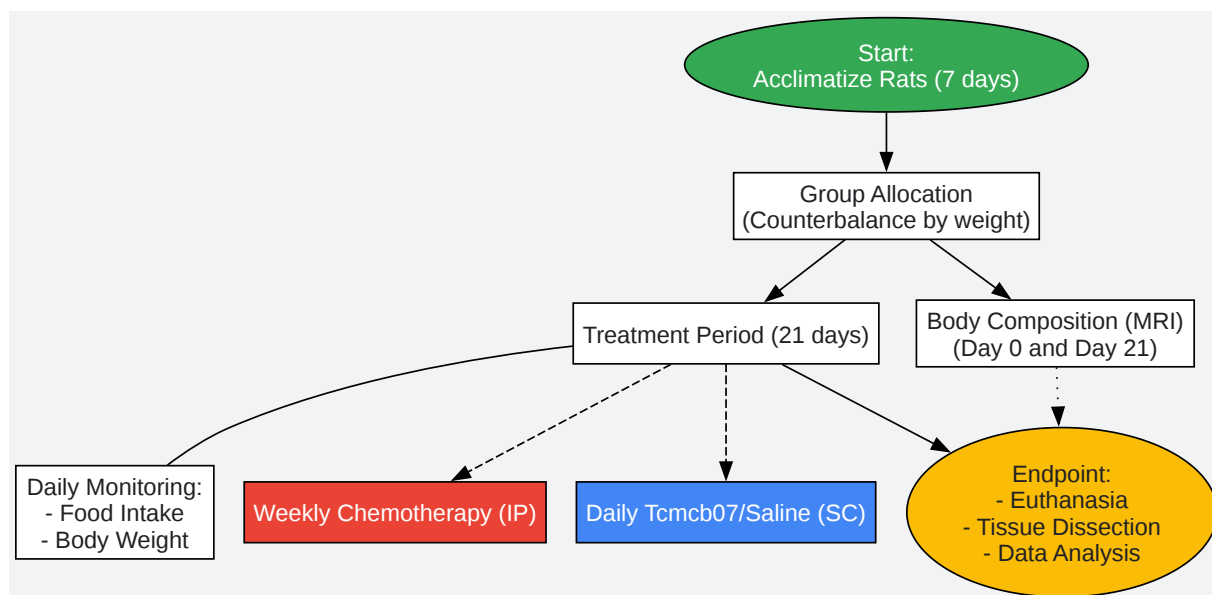 Start:
Acclimatize Rats (7 days)
Group Allocation
(Counterbalance by weight)
Treatment Period (21 days)
Body Composition (MRI)
(Day 0 and Day 21)
Daily Monitoring:
- Food Intake
- Body Weight
Weekly Chemotherapy (IP)
Daily Tcmcb07/Saline (SC)
Endpoint:
- Euthanasia
- Tissue Dissection
- Data Analysis